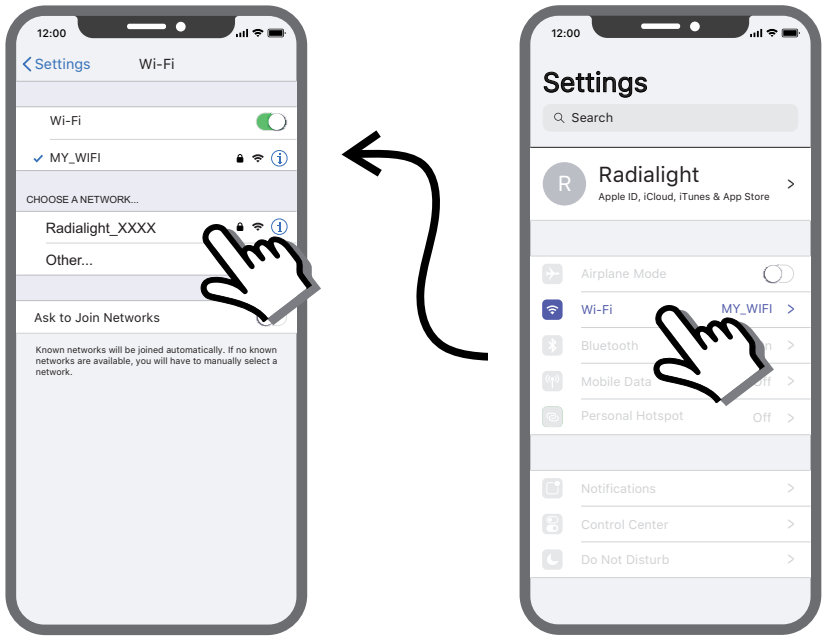 12:00
Settings
Wi-Fi
Wi-Fi
MY_WIFI
CHOOSE A NETWORK...
Radialight_XXXX
Other...
Ask to Join Networks
Known networks will be joined automatically. If no known
networks are available, you will have to manually select a
network.
12:00
Settings
Search
R
Radialight
Apple ID, iCloud, iTunes & App Store
Airplane Mode
Wi-Fi MY_WIFI
Bluetooth
Mobile Data
Personal Hotspot Off
Notifications
Control Center
Do Not Disturb